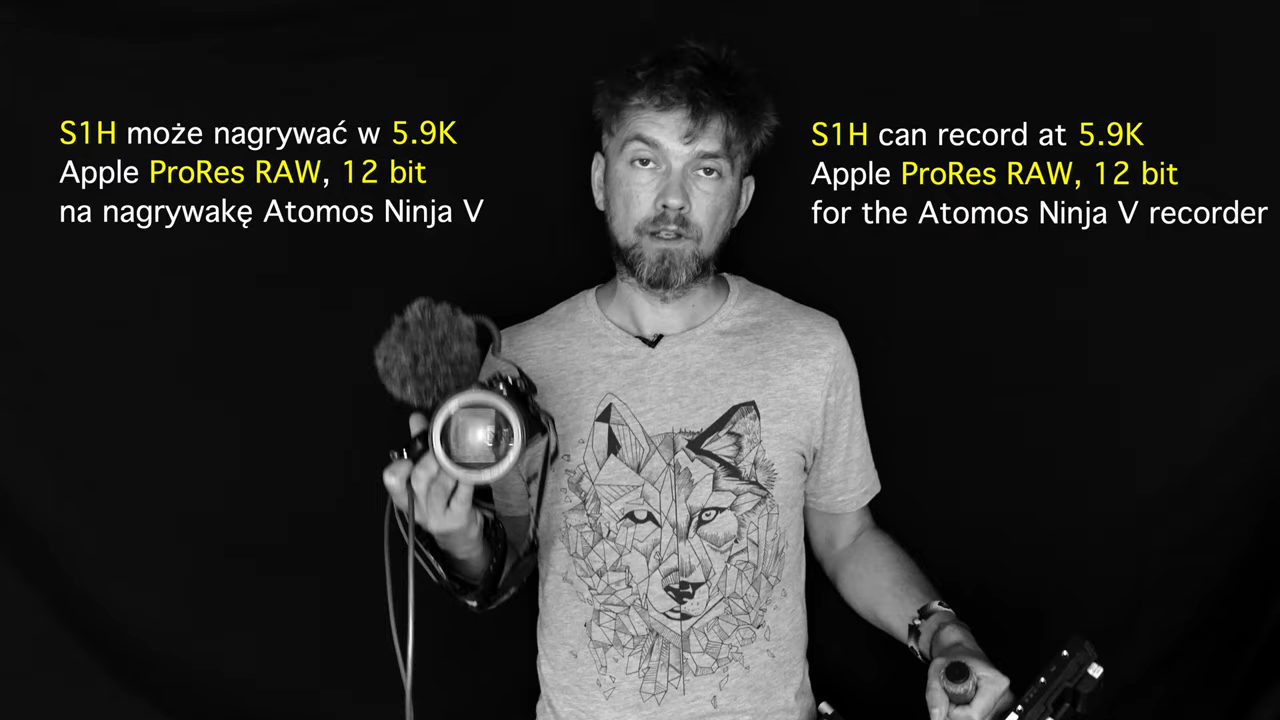 S1H może nagrywać w 5.9K
Apple ProRes RAW, 12 bit
na nagrywakę Atomos Ninja V
S1H can record at 5.9K
Apple ProRes RAW, 12 bit
for the Atomos Ninja V recorder